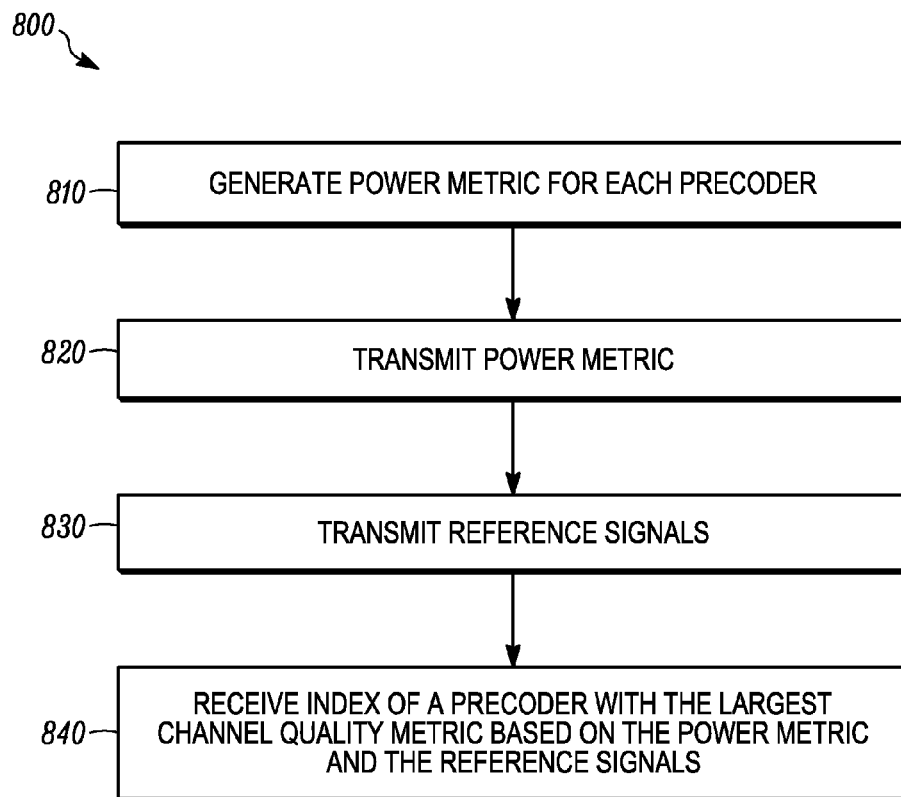 800
810
GENERATE POWER METRIC FOR EACH PRECODER
820
TRANSMIT POWER METRIC
830
TRANSMIT REFERENCE SIGNALS
840
RECEIVE INDEX OF A PRECODER WITH THE LARGEST
CHANNEL QUALITY METRIC BASED ON THE POWER METRIC
AND THE REFERENCE SIGNALS